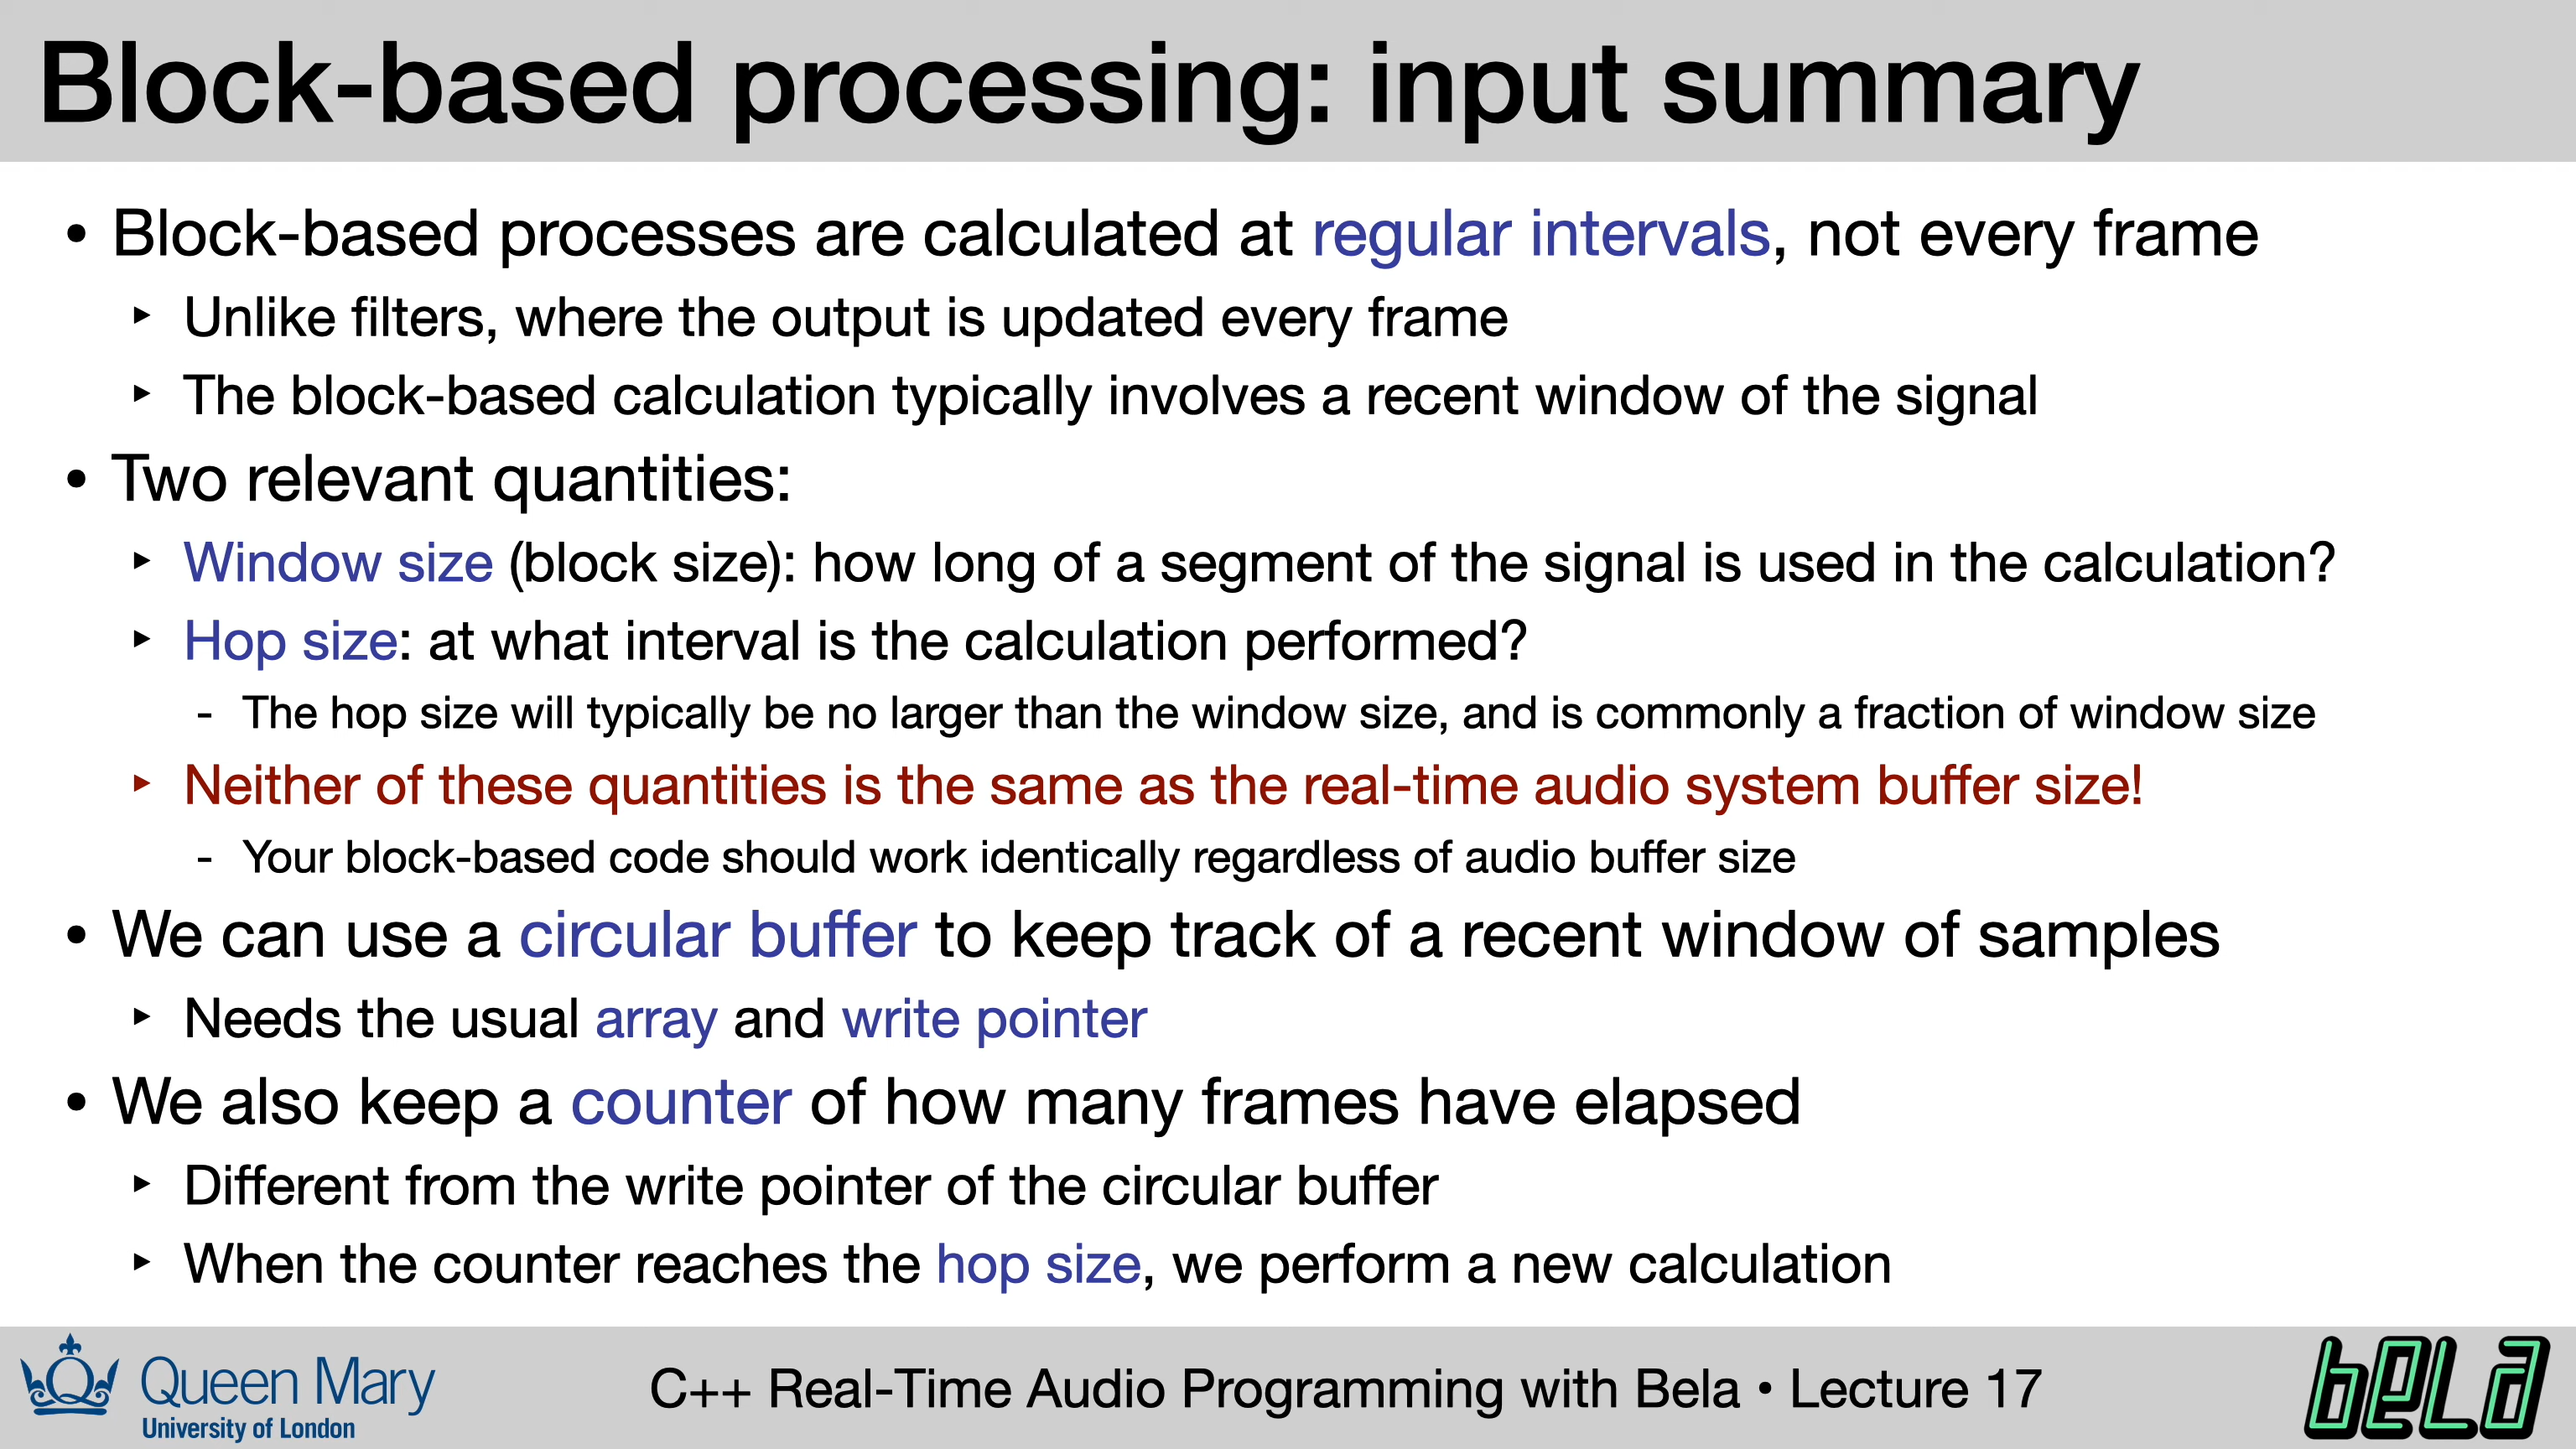 Block-based processing: input summary
• Block-based processes are calculated at regular intervals, not every frame
‣ Unlike filters, where the output is updated every frame
‣ The block-based calculation typically involves a recent window of the signal
• Two relevant quantities:
‣ Window size (block size): how long of a segment of the signal is used in the calculation?
‣ Hop size: at what interval is the calculation performed?
- The hop size will typically be no larger than the window size, and is commonly a fraction of window size
‣ Neither of these quantities is the same as the real-time audio system buffer size!
- Your block-based code should work identically regardless of audio buffer size
• We can use a circular buffer to keep track of a recent window of samples
‣ Needs the usual array and write pointer
• We also keep a counter of how many frames have elapsed
‣ Different from the write pointer of the circular buffer
‣ When the counter reaches the hop size, we perform a new calculation
Queen Mary
University of London
C++ Real-Time Audio Programming with Bela • Lecture 17
bela